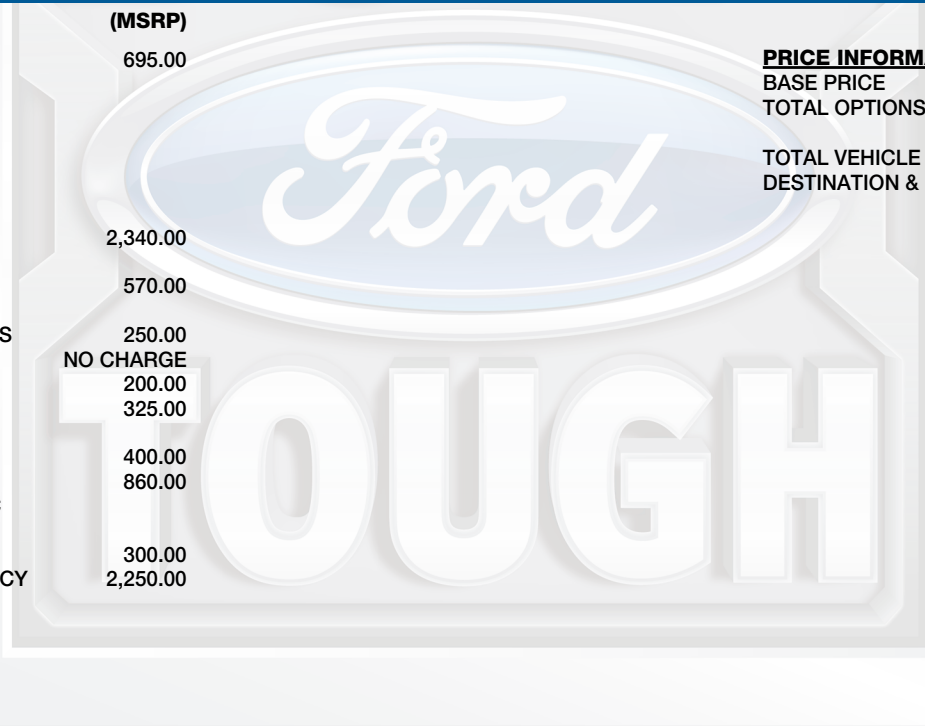 (MSRP)
695.00
2,340.00
570.00
S 250.00
NO CHARGE
200.00
325.00
400.00
860.00
300.00
CY 2,250.00
PRICE INFORMA
BASE PRICE
TOTAL OPTIONS
TOTAL VEHICLE
DESTINATION &
Ford
TOUGH